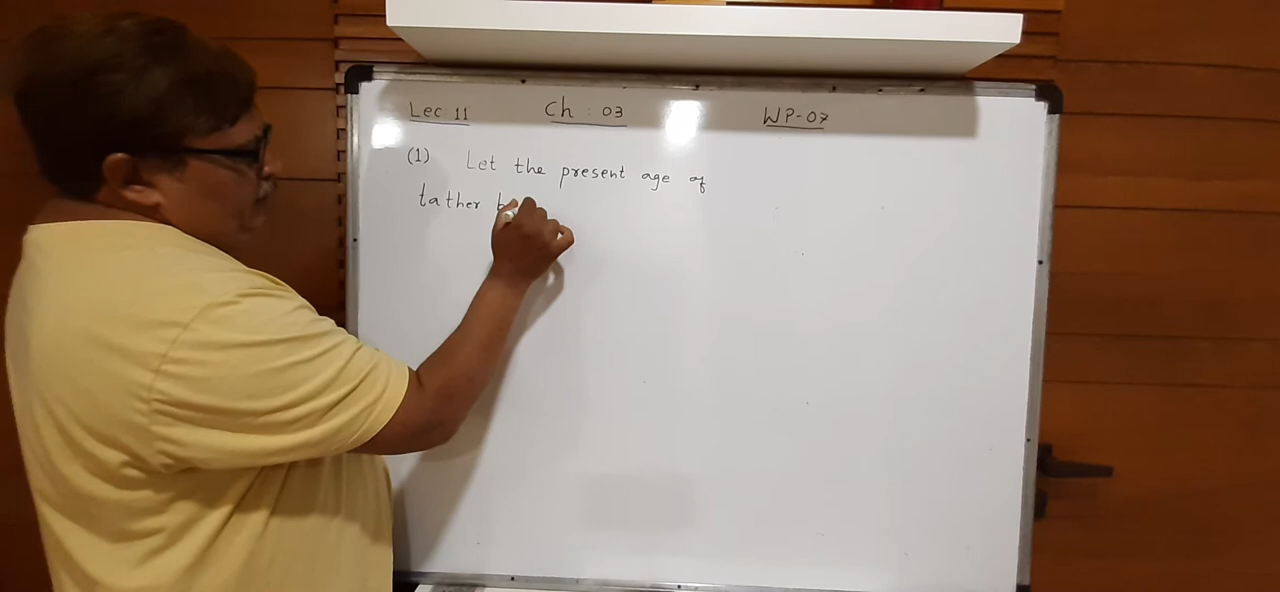 Lec: 11 Ch : 03 WP-07
(1) Let the present age of
father b